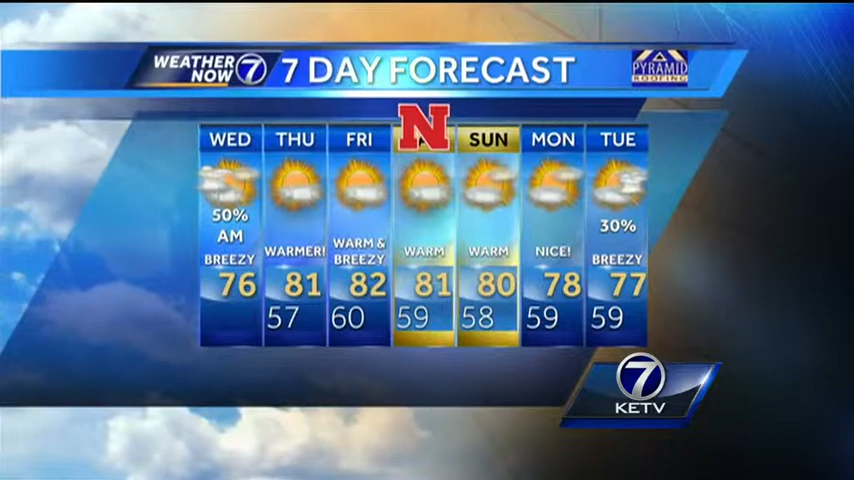 WEATHER NOW 7
7 DAY FORECAST
PYRAMID
ROOFING
WED THU FRI N SUN MON TUE
50% AM 30%
BREEZY WARMER! WARM & BREEZY WARM WARM NICE! BREEZY
76 81 82 81 80 78 77
57 60 59 58 59 59
7
KETV